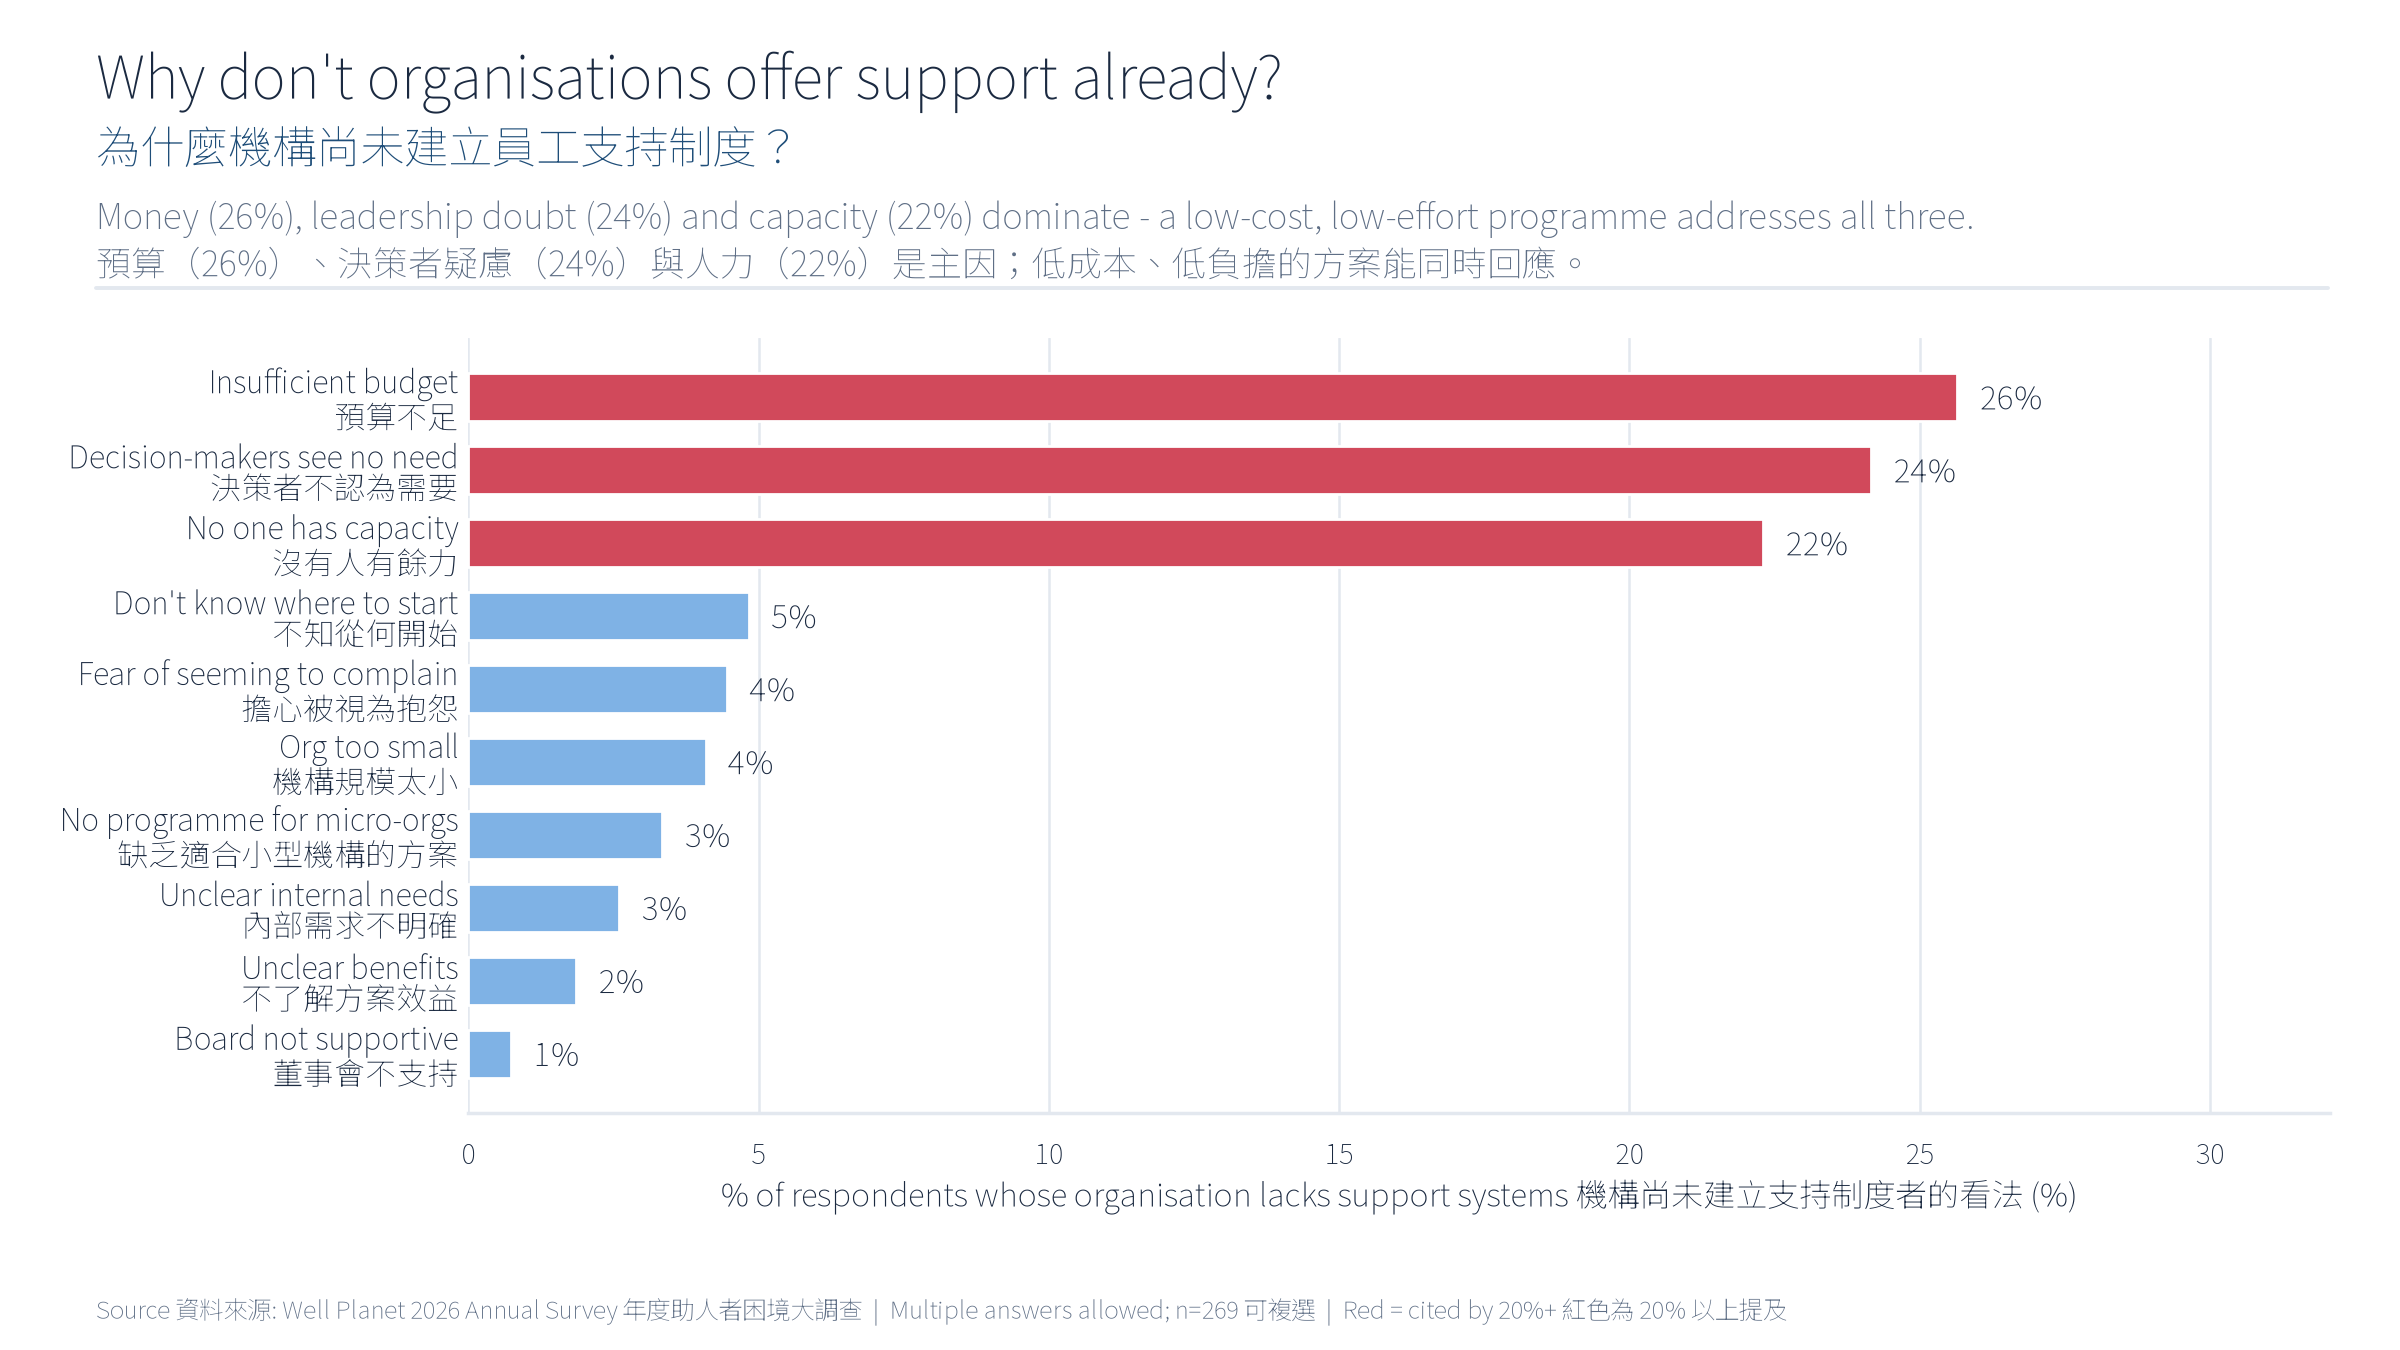 Why don't organisations offer support already?
為什麼機構尚未建立員工支持制度？
Money (26%), leadership doubt (24%) and capacity (22%) dominate - a low-cost, low-effort programme addresses all three.
預算（26%）、決策者疑慮（24%）與人力（22%）是主因；低成本、低負擔的方案能同時回應。
Insufficient budget
預算不足
26%
Decision-makers see no need
決策者不認為需要
24%
No one has capacity
沒有人有餘力
22%
Don't know where to start
不知從何開始
5%
Fear of seeming to complain
擔心被視為抱怨
4%
Org too small
機構規模太小
4%
No programme for micro-orgs
缺乏適合小型機構的方案
3%
Unclear internal needs
內部需求不明確
3%
Unclear benefits
不了解方案效益
2%
Board not supportive
董事會不支持
1%
0 5 10 15 20 25 30
% of respondents whose organisation lacks support systems 機構尚未建立支持制度者的看法 (%)
Source 資料來源: Well Planet 2026 Annual Survey 年度助人者困境大調查 | Multiple answers allowed; n=269 可複選 | Red = cited by 20%+ 紅色為 20% 以上提及